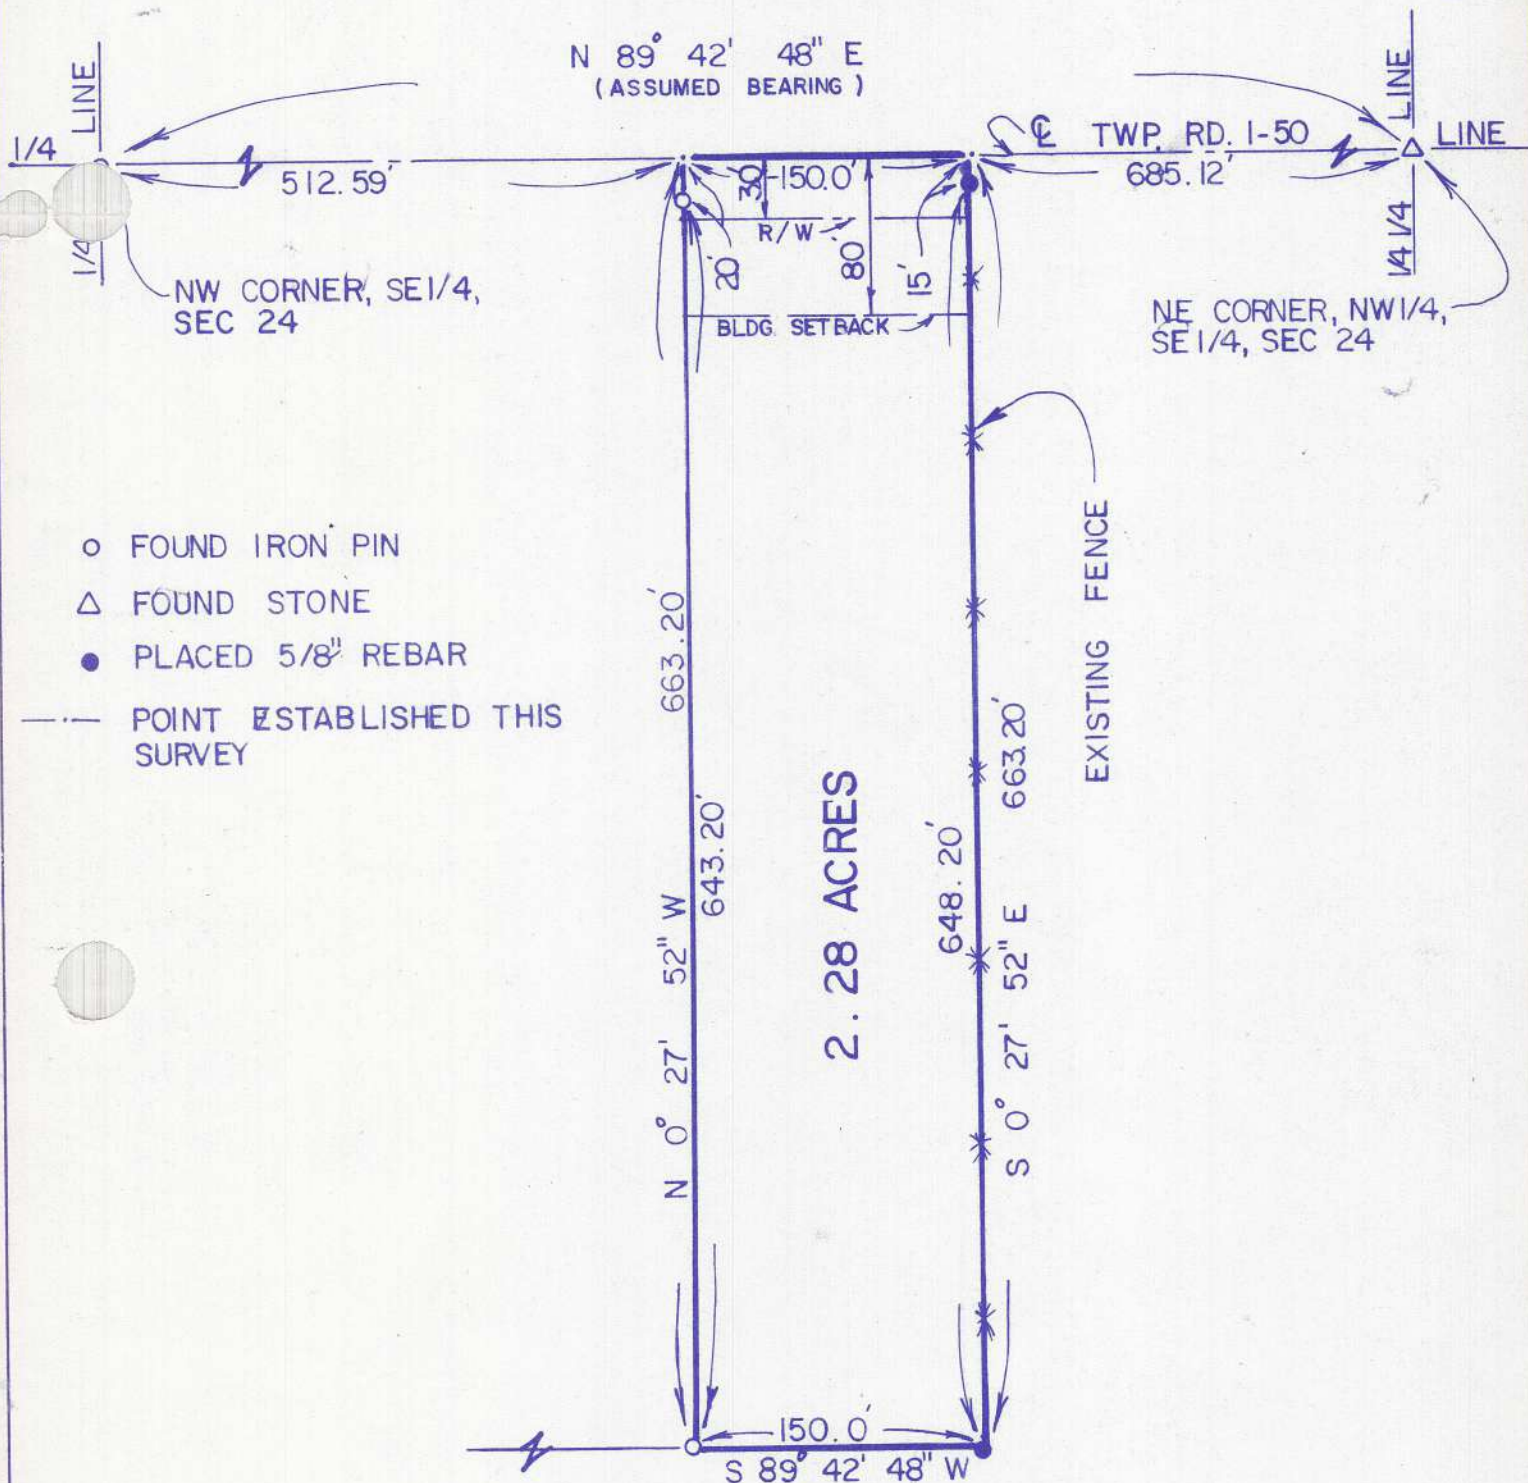 N 89° 42' 48" E
(ASSUMED BEARING)
LINE
1/4
1/4
512.59'
150.0'
30'
℄ TWP. RD. 1-50
685.12'
LINE
LINE
1/4 1/4
R/W
20'
80'
15'
BLDG. SETBACK
NW CORNER, SE1/4,
SEC 24
NE CORNER, NW1/4,
SE1/4, SEC 24
FOUND IRON PIN
FOUND STONE
PLACED 5/8" REBAR
POINT ESTABLISHED THIS
SURVEY
663.20'
643.20'
N 0° 27' 52" W
2.28 ACRES
648.20'
663.20'
S 0° 27' 52" E
EXISTING FENCE
150.0'
S 89° 42' 48" W